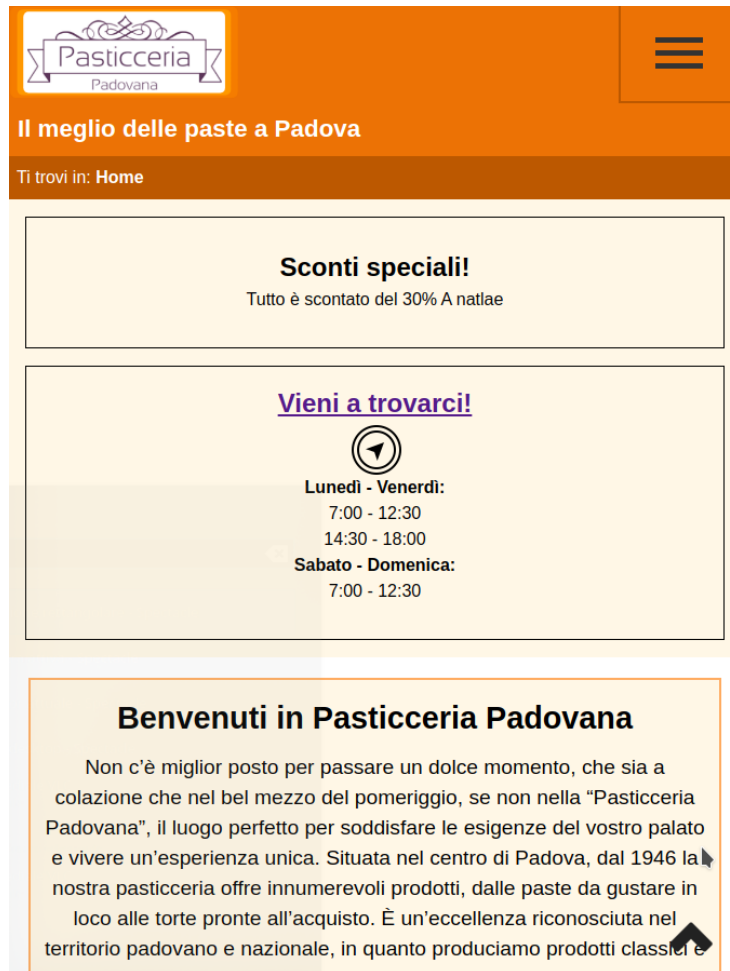 Pasticceria
Padovana
Il meglio delle paste a Padova
Ti trovi in: Home
Sconti speciali!
Tutto è scontato del 30% A natlae
Vieni a trovarci!
Lunedì - Venerdì:
7:00 - 12:30
14:30 - 18:00
Sabato - Domenica:
7:00 - 12:30
Benvenuti in Pasticceria Padovana
Non c’è miglior posto per passare un dolce momento, che sia a
colazione che nel bel mezzo del pomeriggio, se non nella “Pasticceria
Padovana”, il luogo perfetto per soddisfare le esigenze del vostro palato
e vivere un’esperienza unica. Situata nel centro di Padova, dal 1946 la
nostra pasticceria offre innumerevoli prodotti, dalle paste da gustare in
loco alle torte pronte all’acquisto. È un’eccellenza riconosciuta nel
territorio padovano e nazionale, in quanto produciamo prodotti classici e